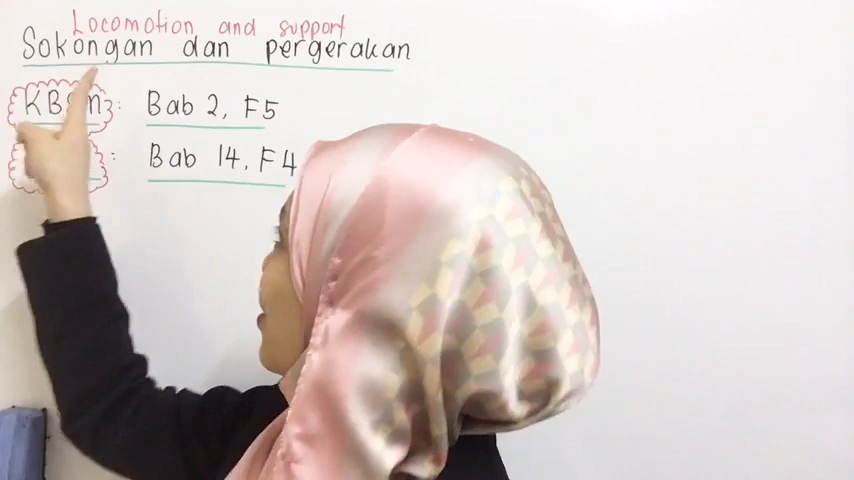 Locomotion and support
Sokongan dan pergerakan
KBSM: Bab 2, F5
: Bab 14, F4